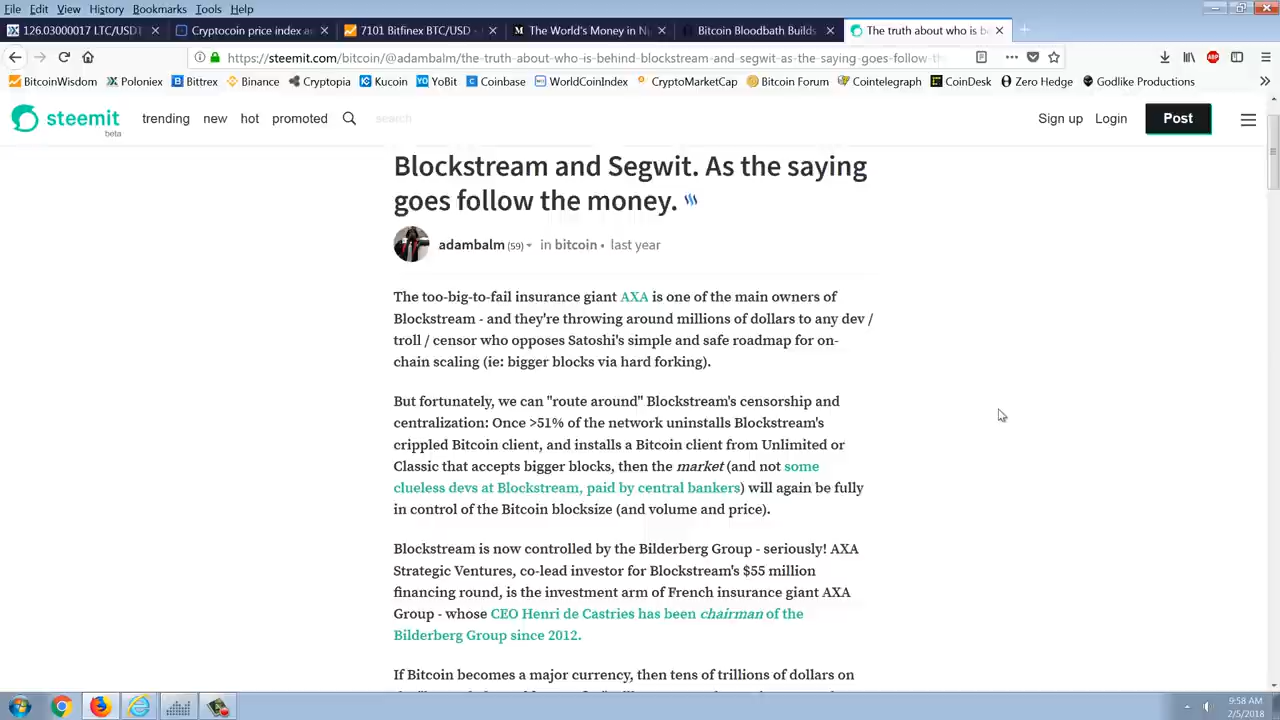 File Edit View History Bookmarks Tools Help
126.03000017 LTC/USDT
Cryptocoin price index an
7101 Bitfinex BTC/USD -
The World's Money in N
Bitcoin Bloodbath Builds
The truth about who is be
https://steemit.com/bitcoin/@adambalm/the-truth-about-who-is-behind-blockstream-and-segwit-as-the-saying-goes-follow-th
BitcoinWisdom Poloniex Bittrex Binance Cryptopia Kucoin YoBit Coinbase WorldCoinIndex CryptoMarketCap Bitcoin Forum Cointelegraph CoinDesk Zero Hedge Godlike Productions
steemit beta
trending new hot promoted search Sign up Login Post
Blockstream and Segwit. As the saying
goes follow the money.
adambalm (59) in bitcoin • last year
The too-big-to-fail insurance giant AXA is one of the main owners of
Blockstream - and they're throwing around millions of dollars to any dev /
troll / censor who opposes Satoshi's simple and safe roadmap for on-
chain scaling (ie: bigger blocks via hard forking).
But fortunately, we can "route around" Blockstream's censorship and
centralization: Once >51% of the network uninstalls Blockstream's
crippled Bitcoin client, and installs a Bitcoin client from Unlimited or
Classic that accepts bigger blocks, then the market (and not some
clueless devs at Blockstream, paid by central bankers) will again be fully
in control of the Bitcoin blocksize (and volume and price).
Blockstream is now controlled by the Bilderberg Group - seriously! AXA
Strategic Ventures, co-lead investor for Blockstream's $55 million
financing round, is the investment arm of French insurance giant AXA
Group - whose CEO Henri de Castries has been chairman of the
Bilderberg Group since 2012.
If Bitcoin becomes a major currency, then tens of trillions of dollars on
9:58 AM
2/5/2018